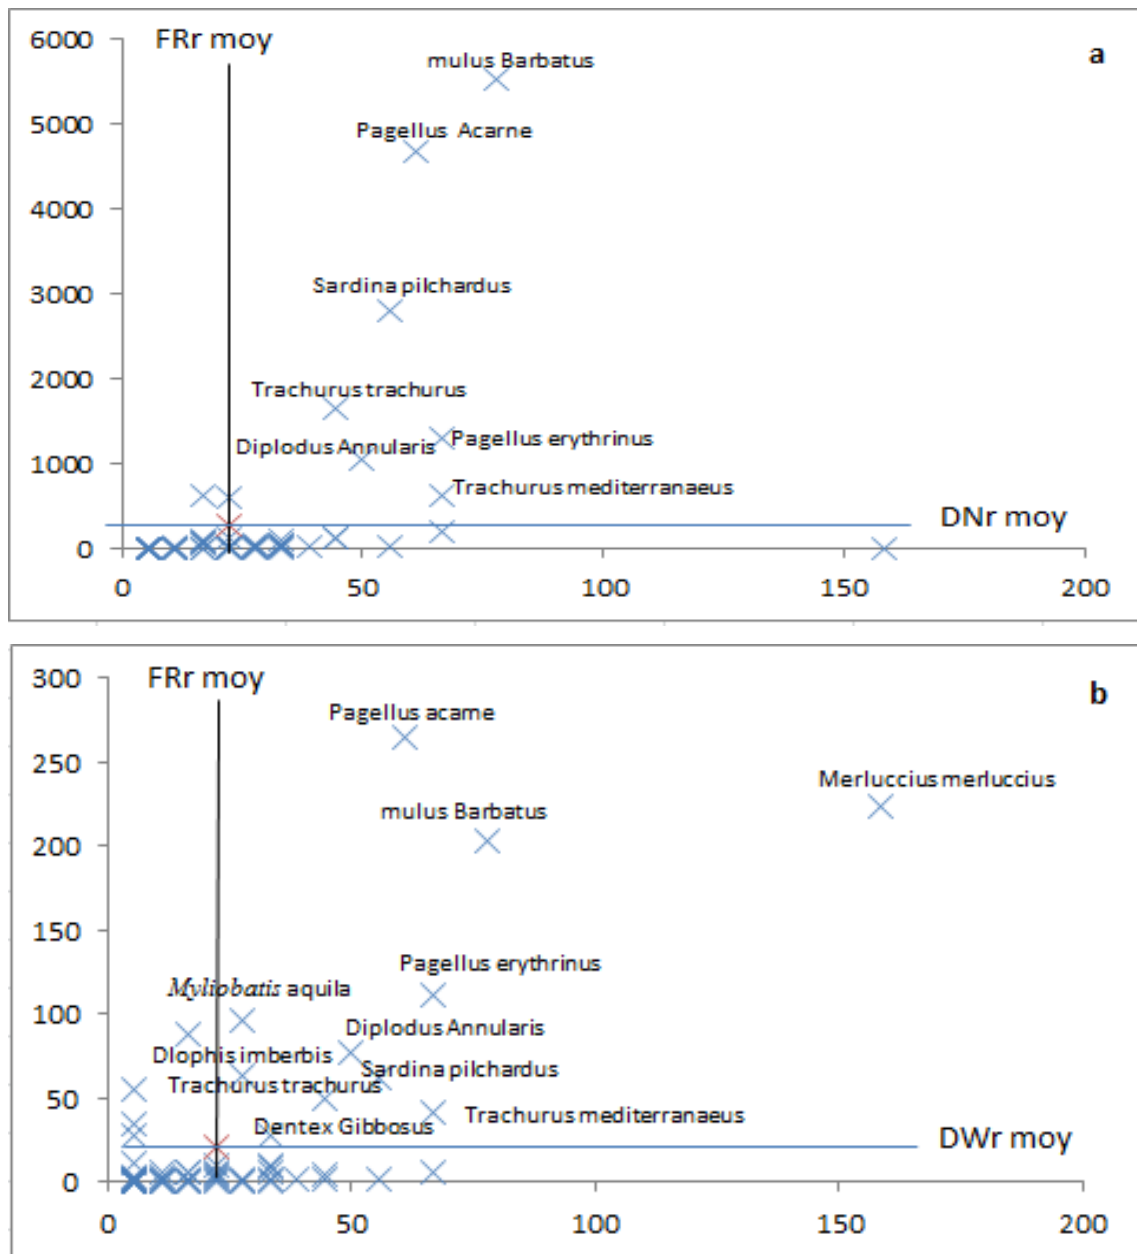 6000
FRr moy
a
mulus Barbatus
5000
Pagellus Acarne
4000
Sardina pilchardus
3000
2000
Trachurus trachurus
Diplodus Annularis
Pagellus erythrinus
1000
Trachurus mediterranaeus
DNr moy
0
0 50 100 150 200
300
FRr moy
b
Pagellus acarne
250
Merluccius merluccius
mulus Barbatus
200
150
Pagellus erythrinus
Myliobatis aquila
100
Diplodus Annularis
Dlophis imberbis
Sardina pilchardus
Trachurus trachurus
50
Trachurus mediterranaeus
Dentex Gibbosus
DWr moy
0
0 50 100 150 200